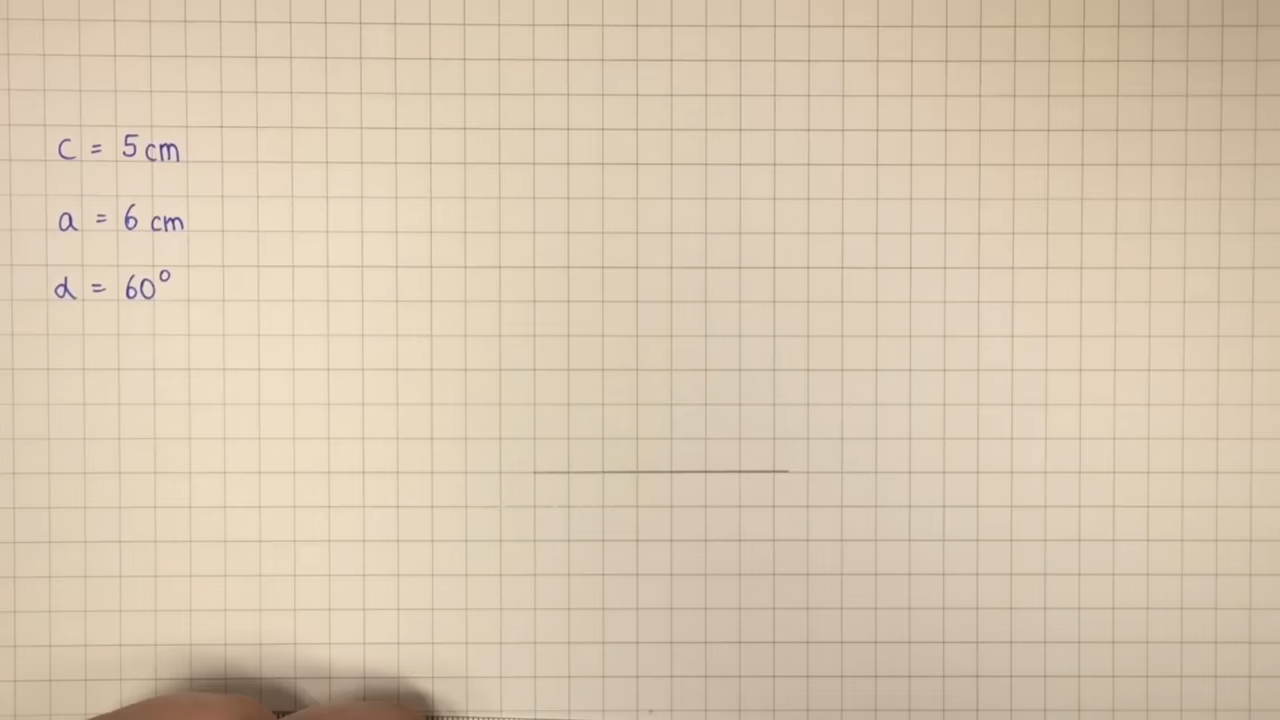 c = 5 cm
a = 6 cm
α = 60°